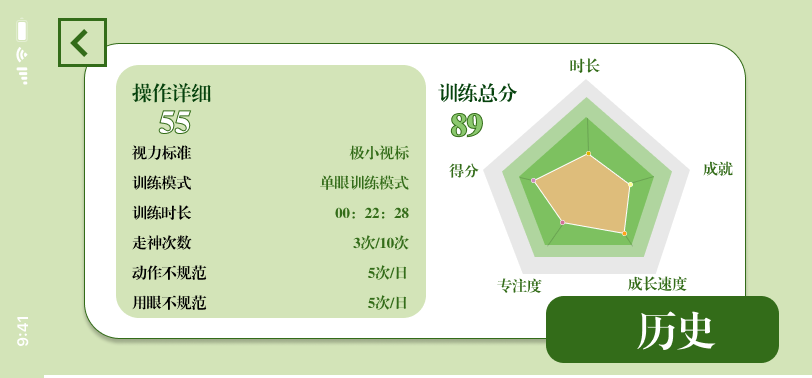 9:41
操作详细
55
视力标准 极小视标
训练模式 单眼训练模式
训练时长 00：22：28
走神次数 3次/10次
动作不规范 5次/日
用眼不规范 5次/日
训练总分
89
时长
成就
成长速度
专注度
得分
历史